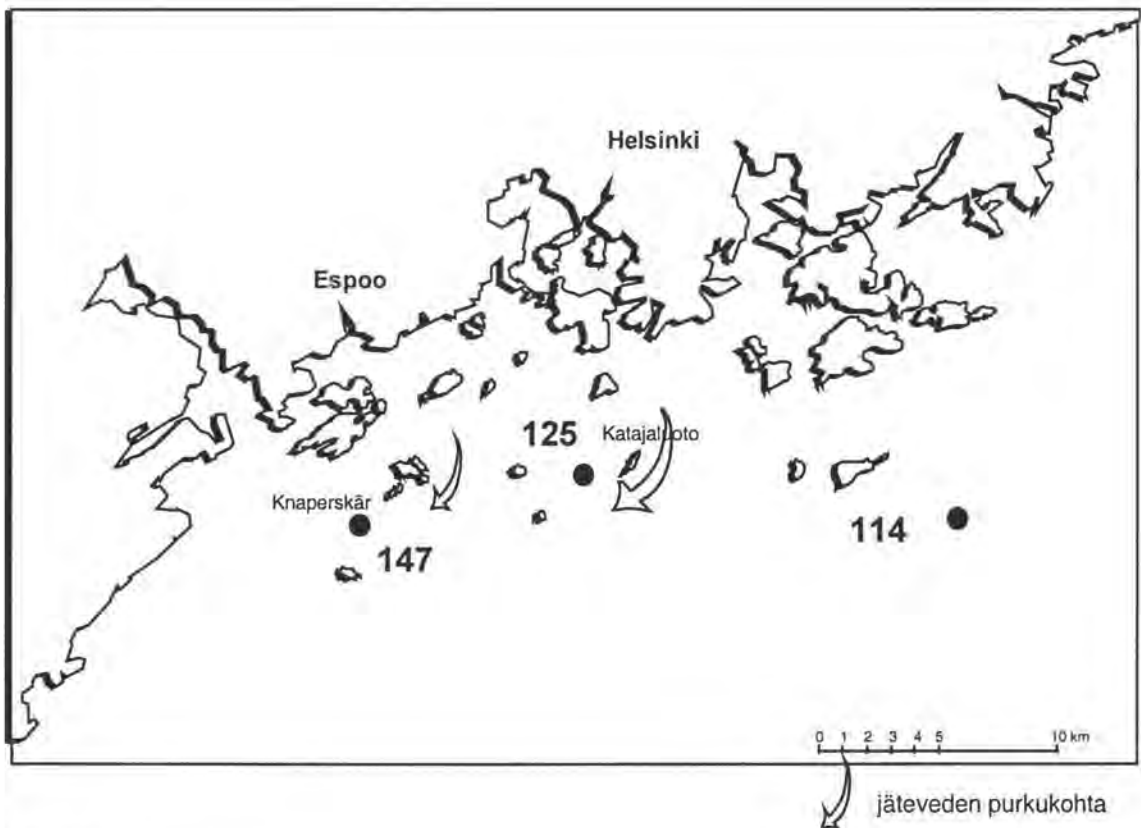 Helsinki
Espoo
125
Katajaluoto
Knaperskär
147
114
0 1 2 3 4 5 10 km
jäteveden purkukohta